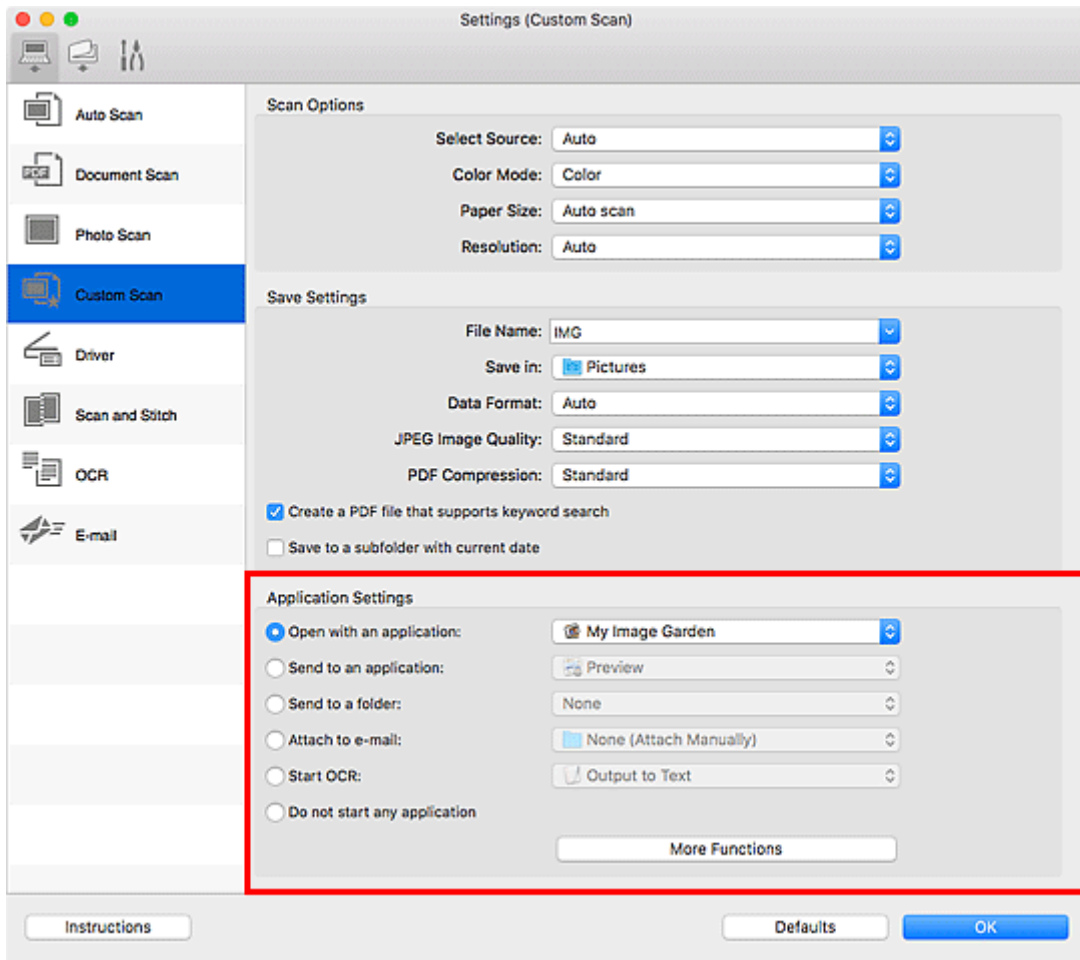 Settings (Custom Scan)
Auto Scan
PDF
Document Scan
Photo Scan
Custom Scan
Driver
Scan and Stitch
OCR
E-mail
Scan Options
Select Source: Auto
Color Mode: Color
Paper Size: Auto scan
Resolution: Auto
Save Settings
File Name: IMG
Save in: Pictures
Data Format: Auto
JPEG Image Quality: Standard
PDF Compression: Standard
Create a PDF file that supports keyword search
Save to a subfolder with current date
Application Settings
Open with an application: My Image Garden
Send to an application: Preview
Send to a folder: None
Attach to e-mail: None (Attach Manually)
Start OCR: Output to Text
Do not start any application
More Functions
Instructions
Defaults
OK